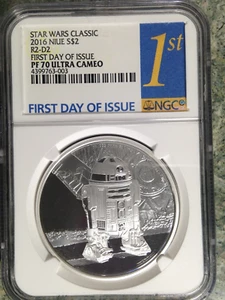 STAR WARS CLASSIC
2016 NIUE S$2
R2-D2
FIRST DAY OF ISSUE
PF 70 ULTRA CAMEO
4399763-003
1st
FIRST DAY OF ISSUE
NGC